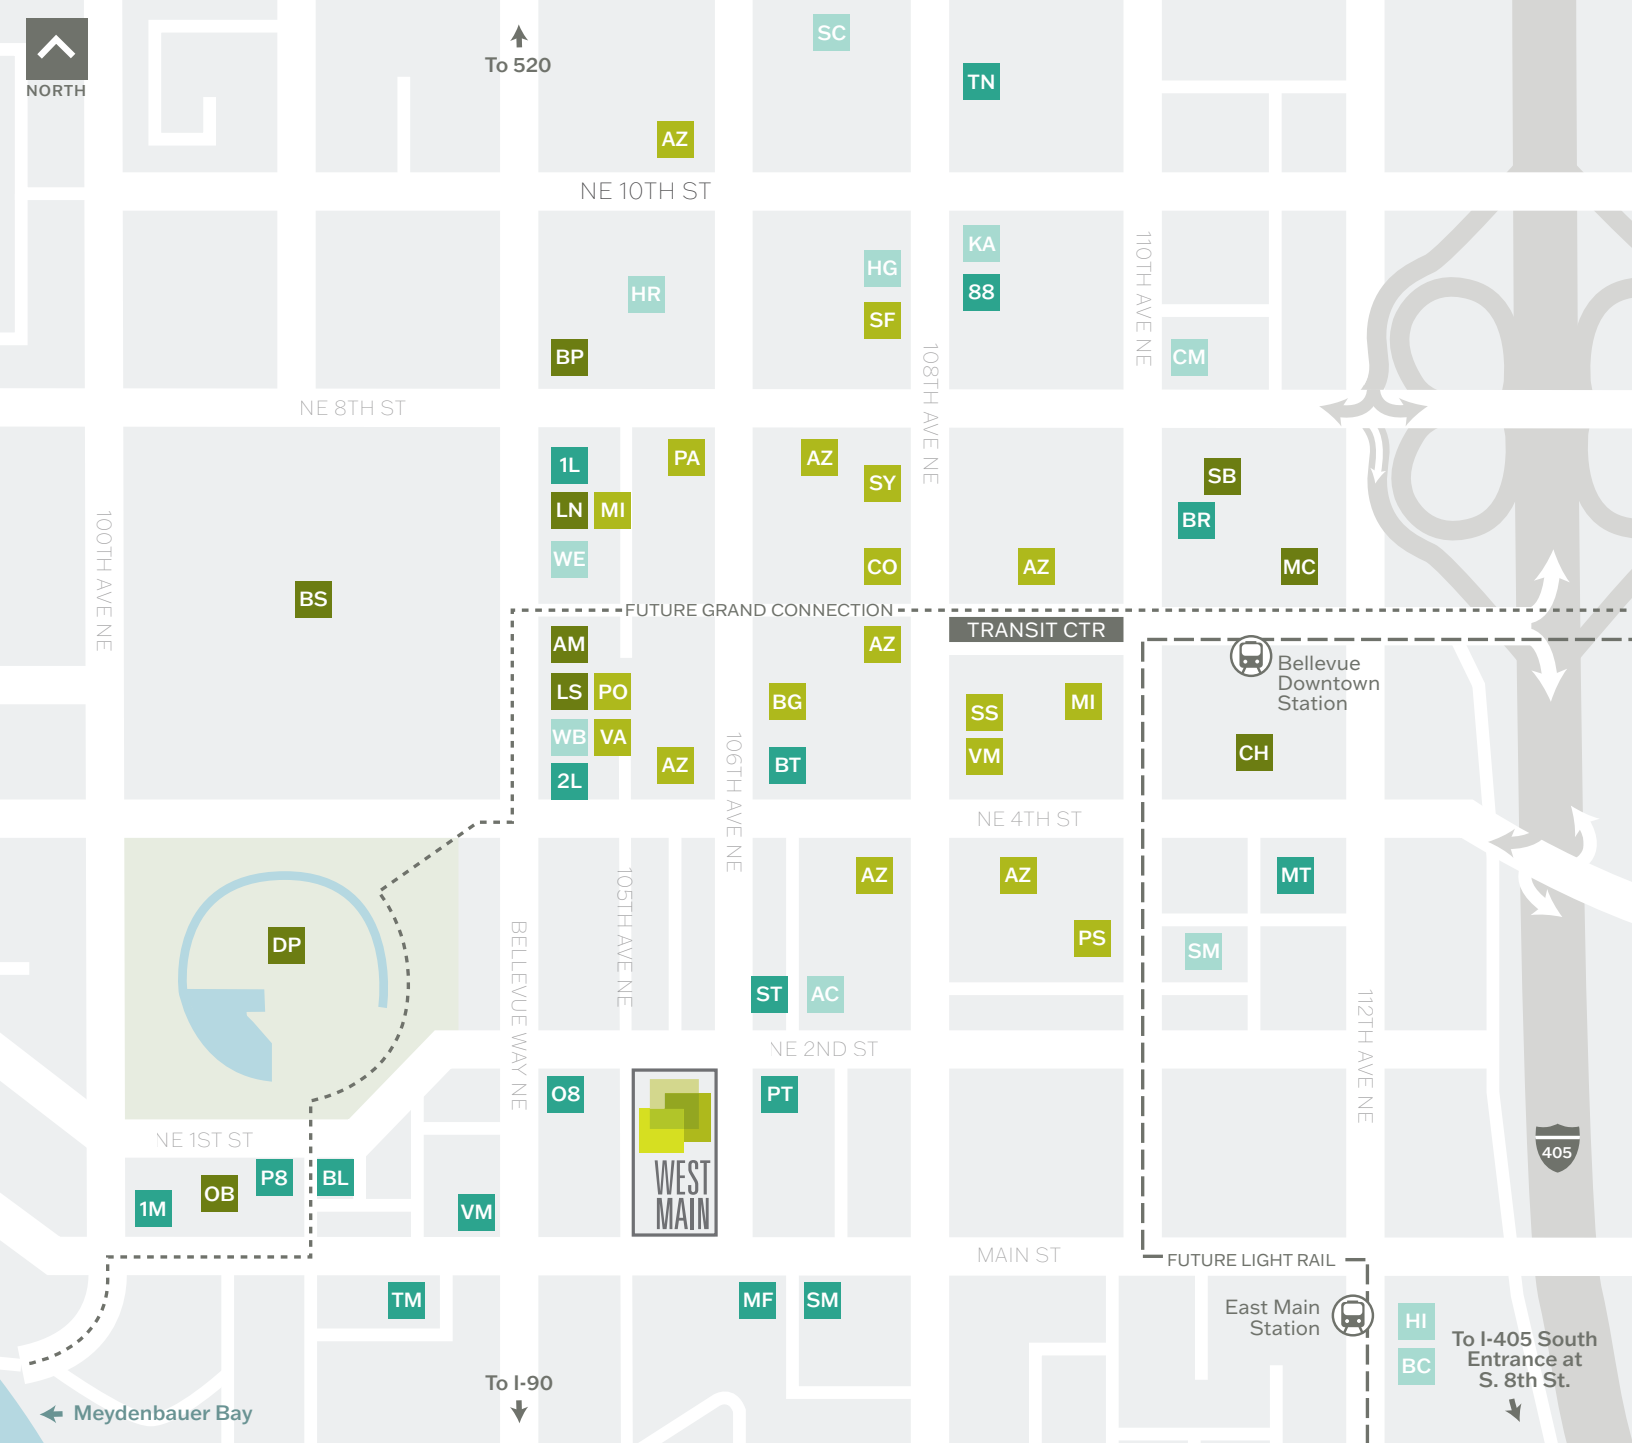 SC
To 520
TN
NORTH
AZ
NE 10TH ST
KA
HG
88
HR
SF
110TH AVE NE
BP
CM
108TH AVE NE
NE 8TH ST
1L
PA
AZ
SY
SB
LN
MI
BR
WE
CO
AZ
MC
100TH AVE NE
BS
FUTURE GRAND CONNECTION
TRANSIT CTR
AM
AZ
Bellevue
Downtown
Station
LS
PO
BG
SS
MI
WB
VA
VM
CH
2L
AZ
BT
106TH AVE NE
NE 4TH ST
AZ
AZ
MT
105TH AVE NE
DP
PS
SM
BELLEVUE WAY NE
ST
AC
112TH AVE NE
NE 2ND ST
O8
PT
NE 1ST ST
405
P8
BL
WEST
MAIN
OB
1M
VM
MAIN ST
FUTURE LIGHT RAIL
TM
MF
SM
East Main
Station
HI
BC
To I-405 South
Entrance at
S. 8th St.
To I-90
Meydenbauer Bay